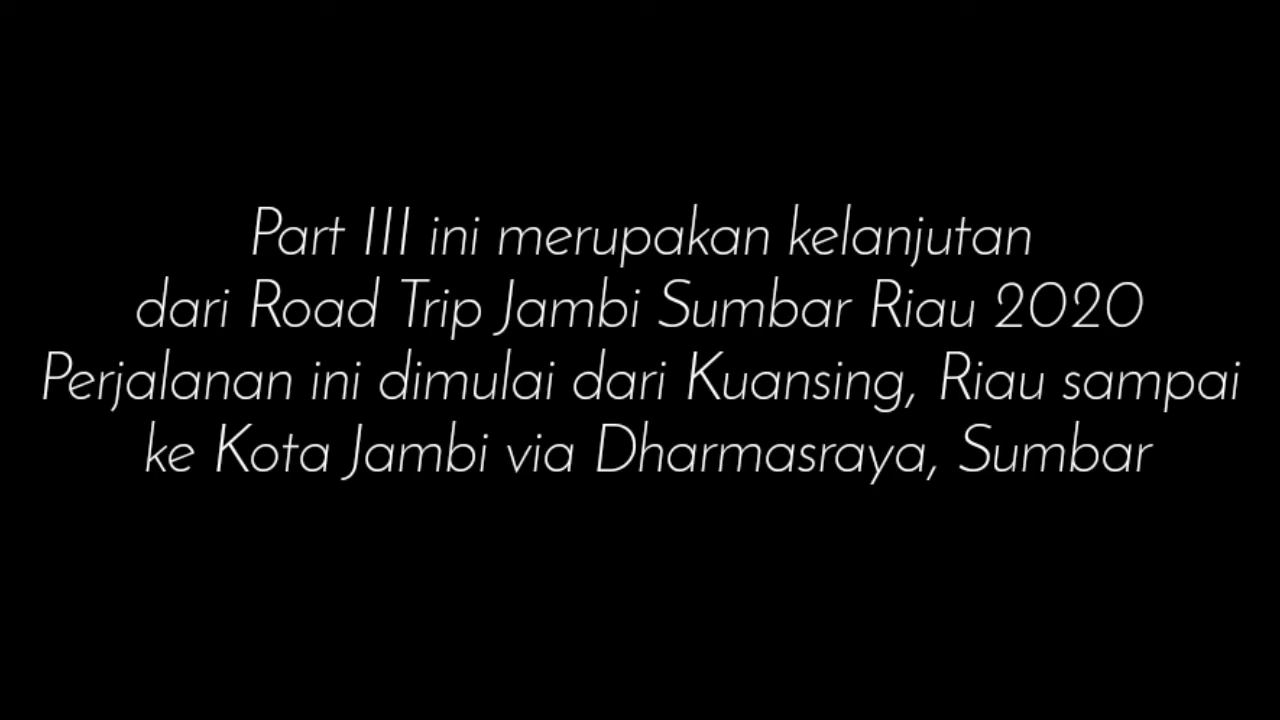 Part III ini merupakan kelanjutan
dari Road Trip Jambi Sumbar Riau 2020
Perjalanan ini dimulai dari Kuansing, Riau sampai
ke Kota Jambi via Dharmasraya, Sumbar